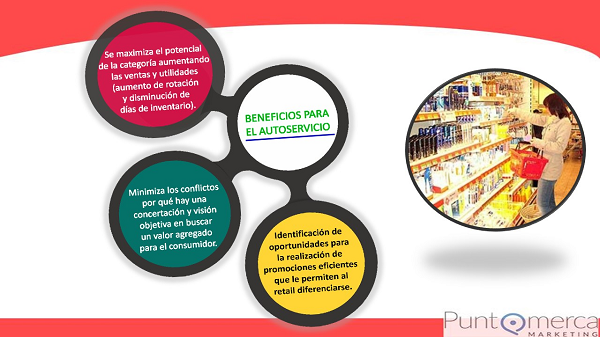 Se maximiza el potencial
de la categoría aumentando
las ventas y utilidades
(aumento de rotación
y disminución de
días de inventario).
BENEFICIOS PARA
EL AUTOSERVICIO
Minimiza los conflictos
por qué hay una
concertación y visión
objetiva en buscar
un valor agregado
para el consumidor.
Identificación de
oportunidades para
la realización de
promociones eficientes
que le permiten al
retail diferenciarse.
Punt merca
MARKETING